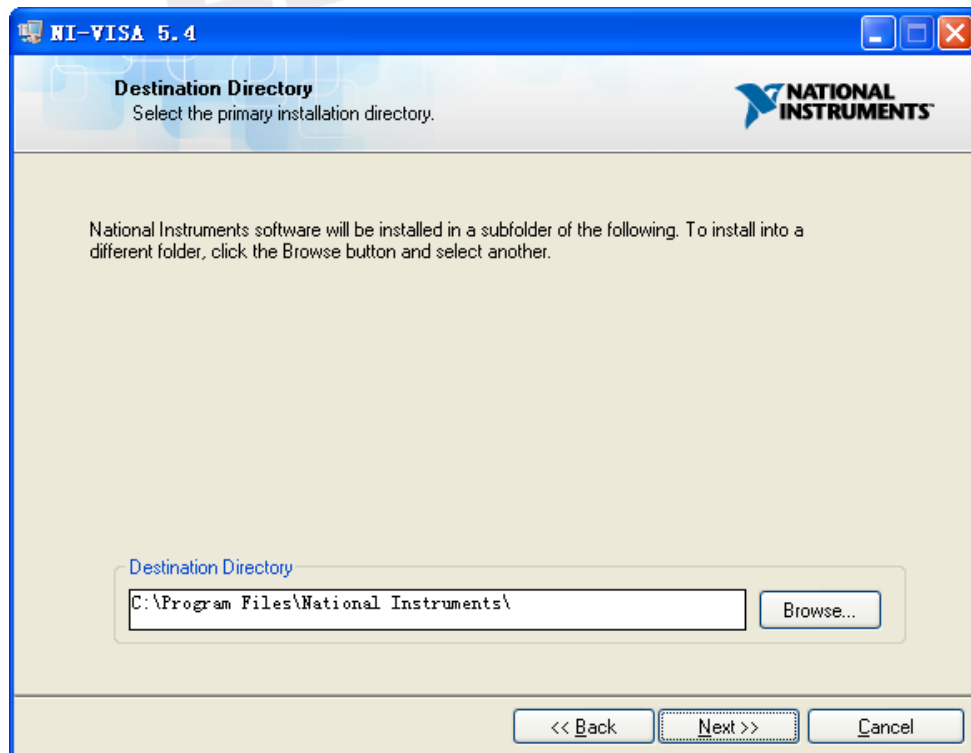 NI-VISA 5.4
Destination Directory
Select the primary installation directory.
NATIONAL
INSTRUMENTS™
National Instruments software will be installed in a subfolder of the following. To install into a
different folder, click the Browse button and select another.
Destination Directory
C:\Program Files\National Instruments\
Browse...
<< Back
Next >>
Cancel